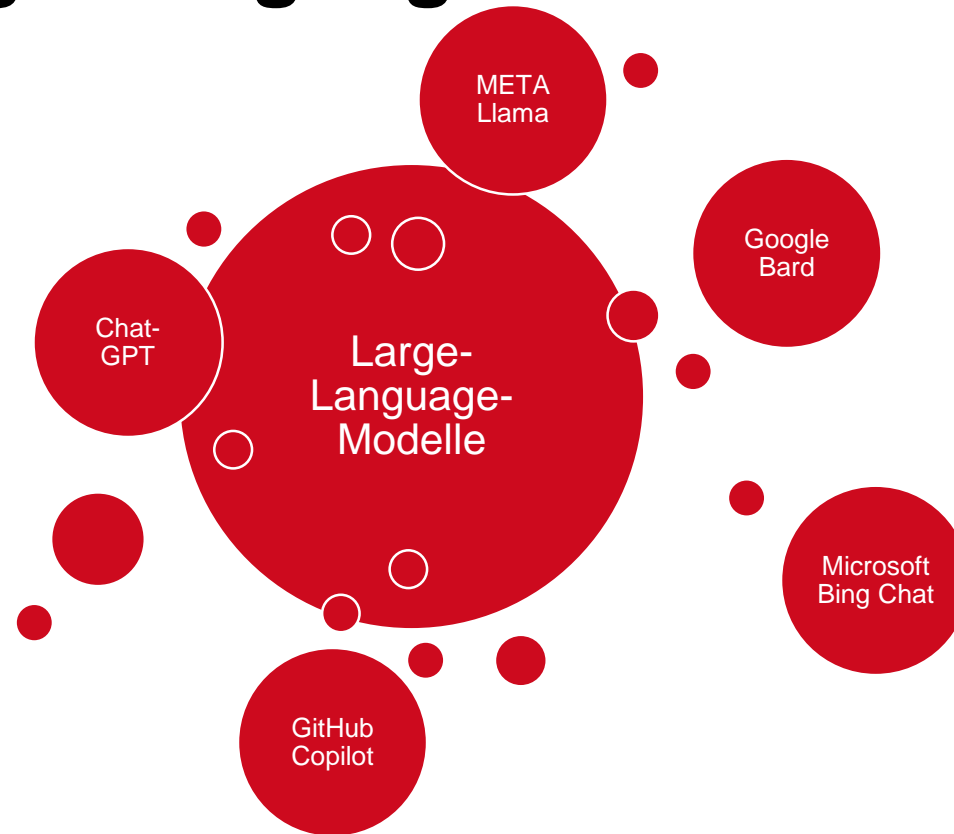 META
Llama
Google
Bard
Chat-
GPT
Large-
Language-
Modelle
Microsoft
Bing Chat
GitHub
Copilot